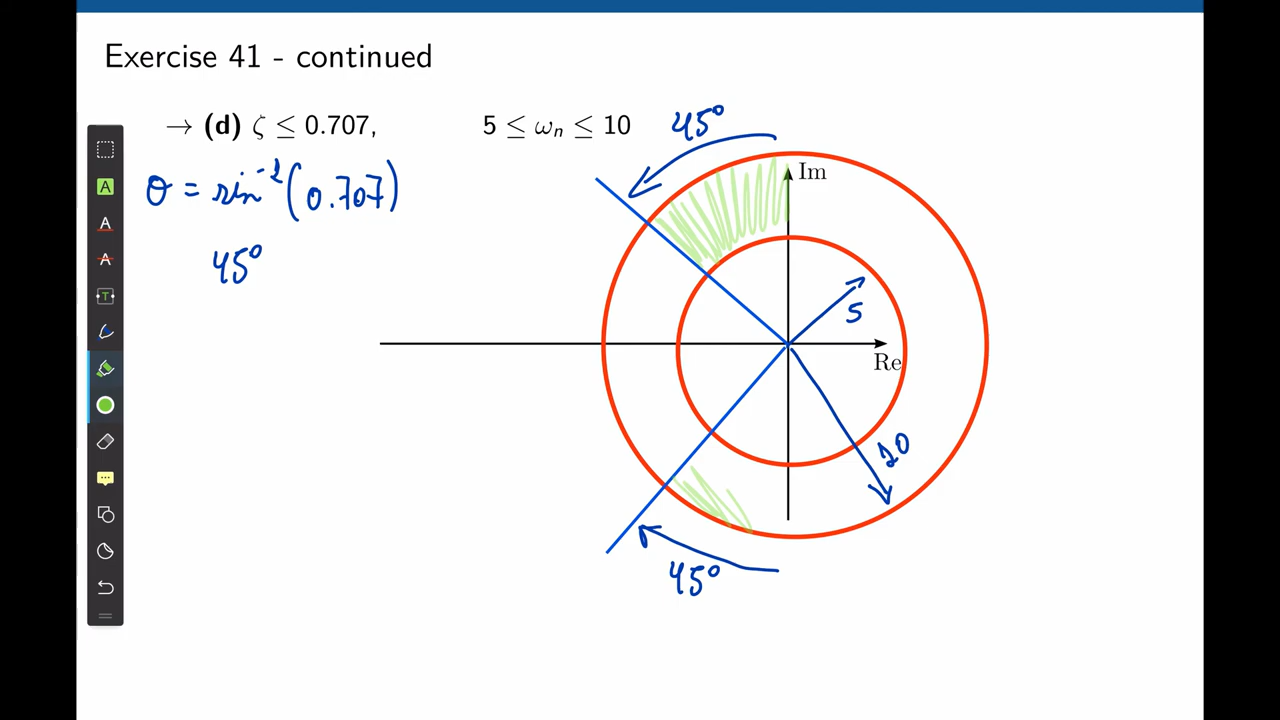 Exercise 41 - continued
→ (d) ζ ≤ 0.707, 5 ≤ ωn ≤ 10
θ = sin⁻¹(0.707)
45°
45°
Im
5
Re
10
45°
A
A
A
T